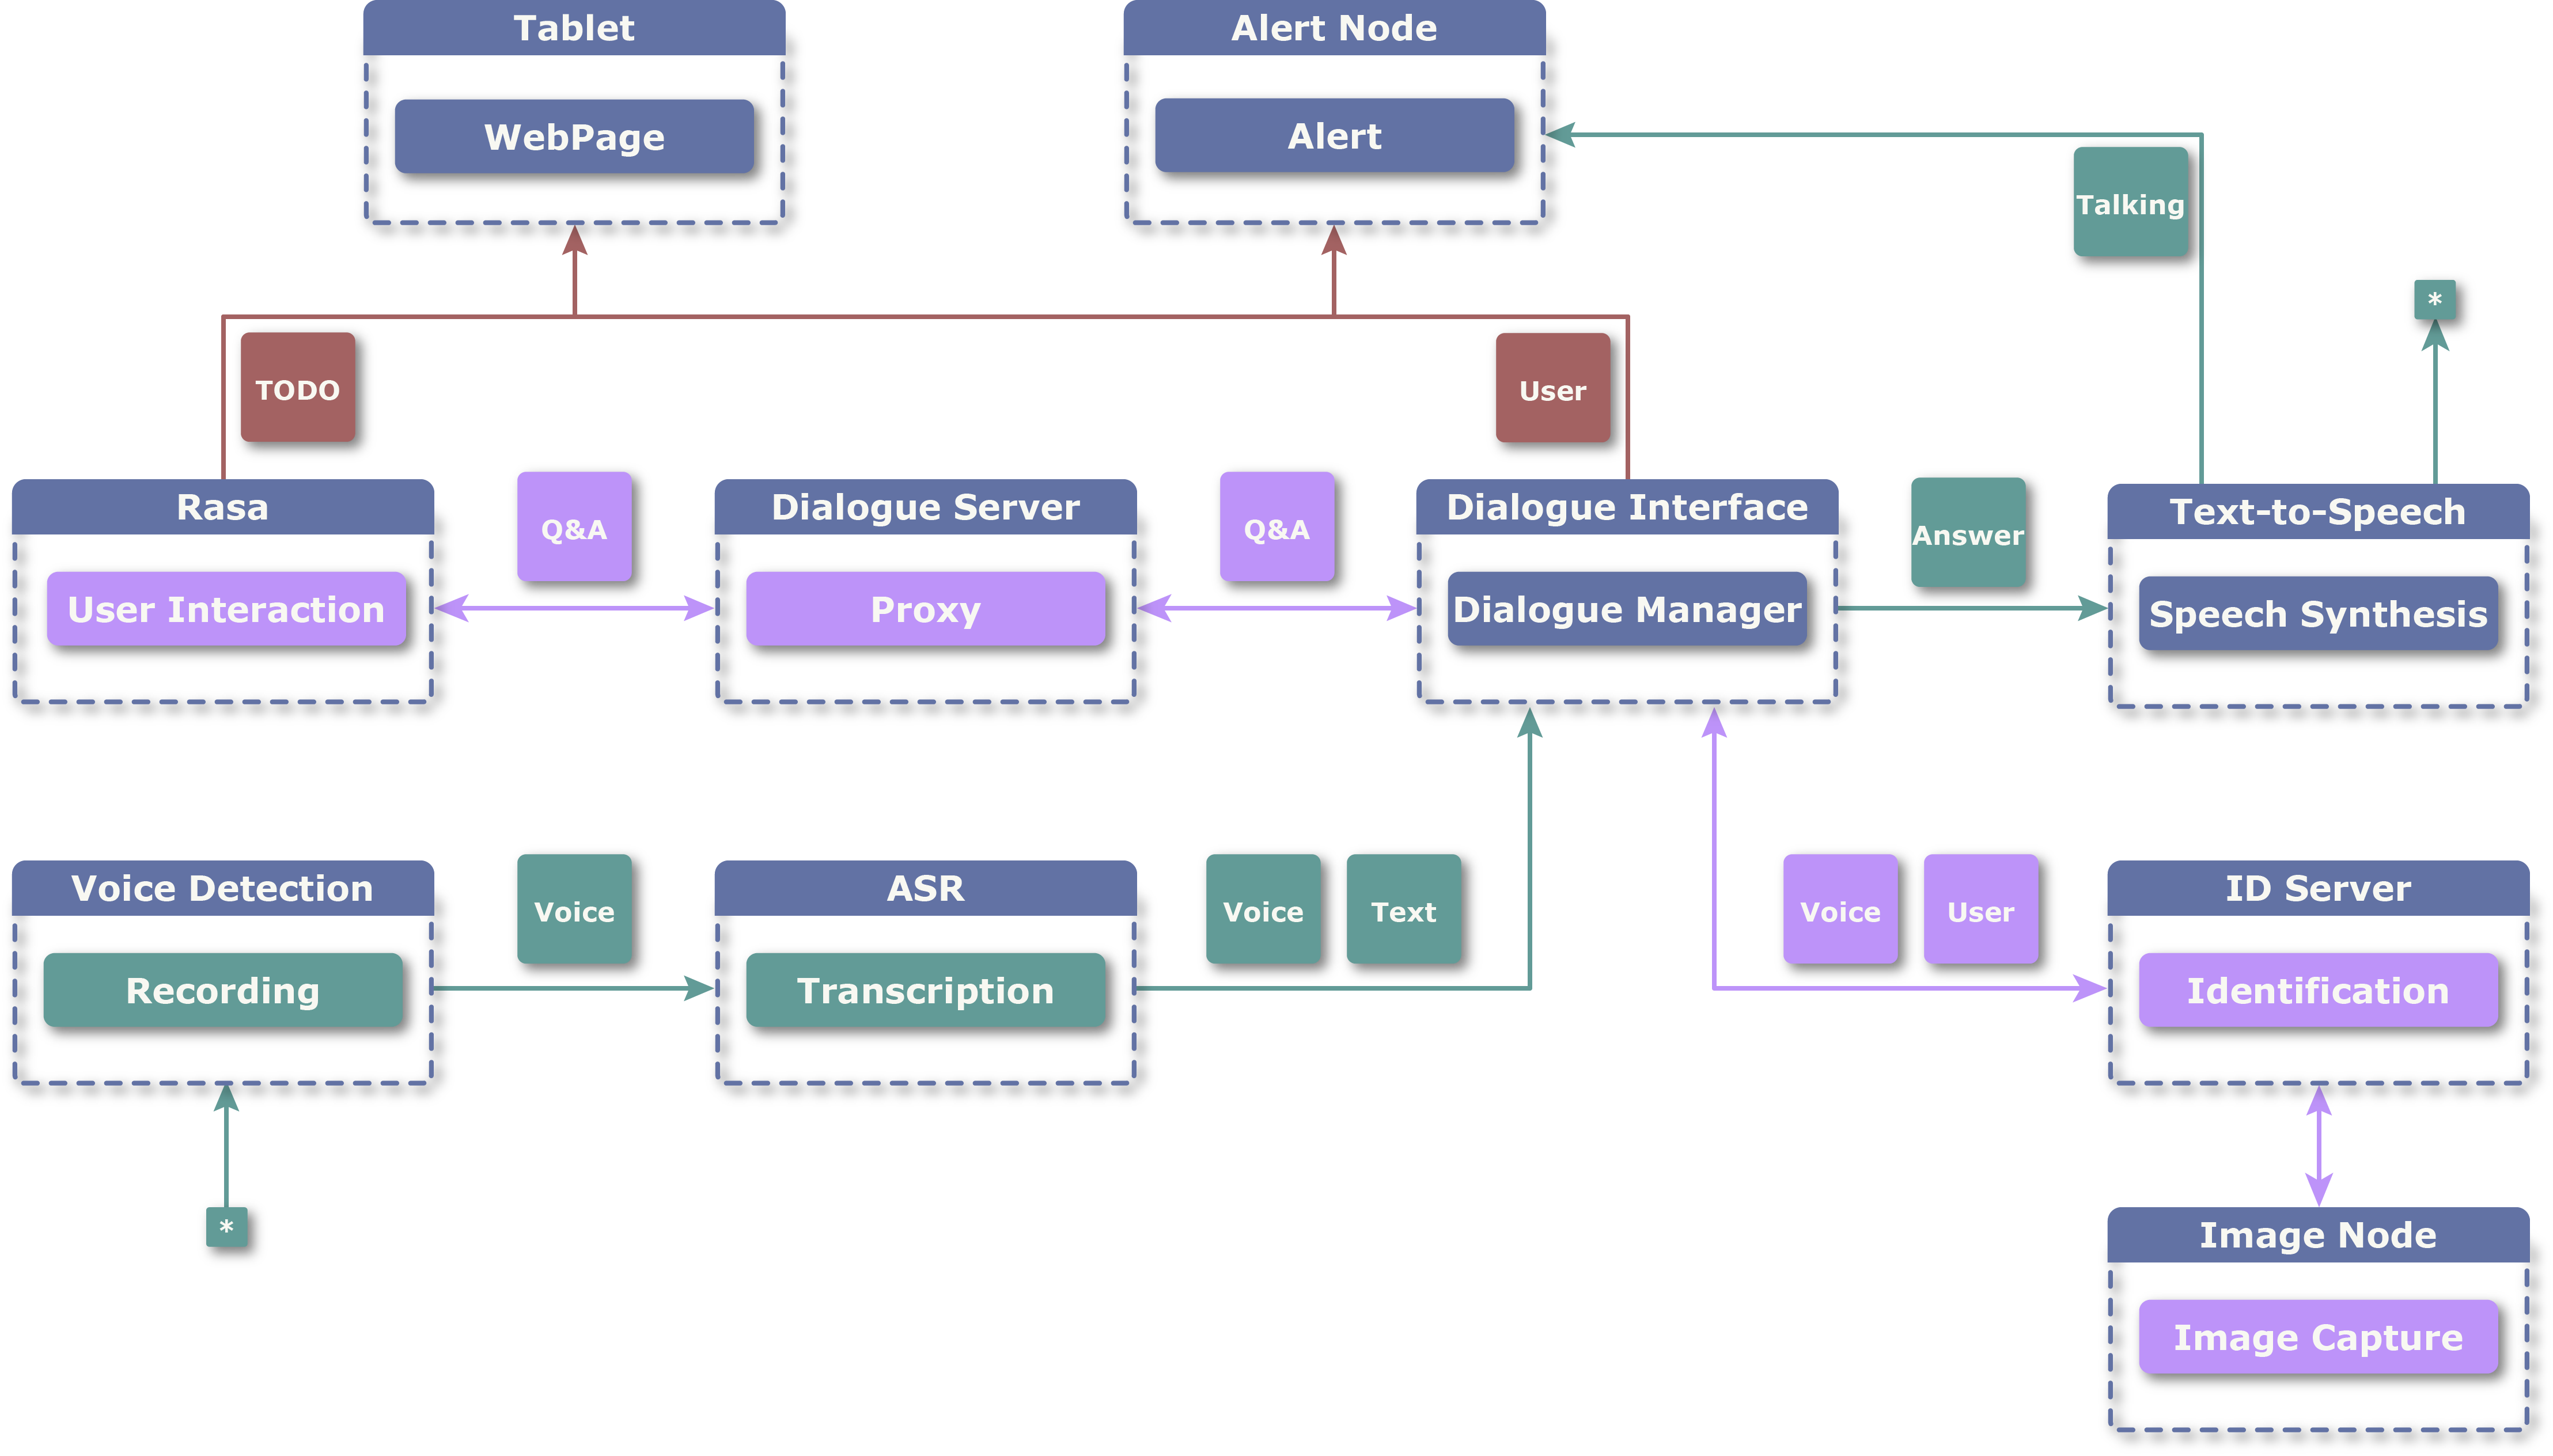 Tablet
Alert Node
WebPage
Alert
Talking
*
TODO
User
Rasa
Q&A
Dialogue Server
Q&A
Dialogue Interface
Answer
Text-to-Speech
User Interaction
Proxy
Dialogue Manager
Speech Synthesis
Voice Detection
Voice
ASR
Voice
Text
Voice
User
ID Server
Recording
Transcription
Identification
*
Image Node
Image Capture